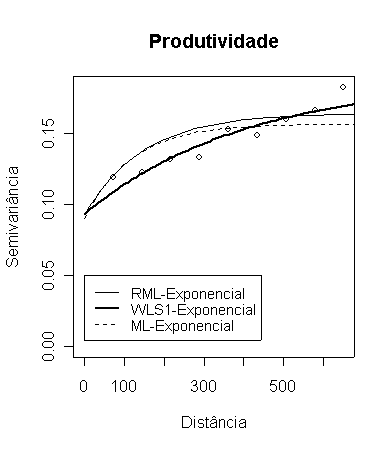 Produtividade
Semivariância
0.15
0.10
0.05
0.00
RML-Exponencial
WLS1-Exponencial
ML-Exponencial
0 100 300 500
Distância